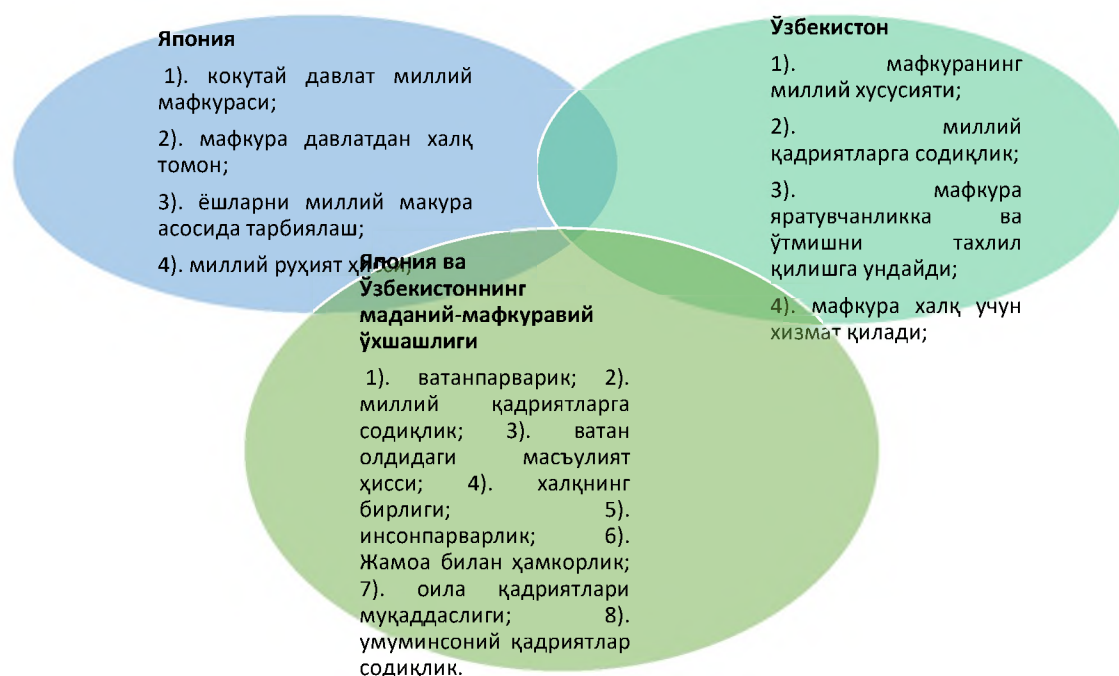 Япония
1). кокутай давлат миллий
мафкураси;
2). мафкура давлатдан халқ
томон;
3). ёшларни миллий макура
асосида тарбиялаш;
4). миллий руҳият ҳисси;
Ўзбекистон
1). мафкуранинг
миллий хусусияти;
2). миллий
қадриятларга содиқлик;
3). мафкура
яратувчанликка ва
ўтмишни тахлил
қилишга ундайди;
4). мафкура халқ учун
хизмат қилади;
Япония ва
Ўзбекистоннинг
маданий-мафкуравий
ўхшашлиги
1). ватанпарварик; 2).
миллий қадриятларга
содиқлик; 3). ватан
олдидаги масъулият
ҳисси; 4). халқнинг
бирлиги; 5).
инсонпарварлик; 6).
Жамоа билан ҳамкорлик;
7). оила қадриятлари
муқаддаслиги; 8).
умуминсоний қадриятлар
содиқлик.